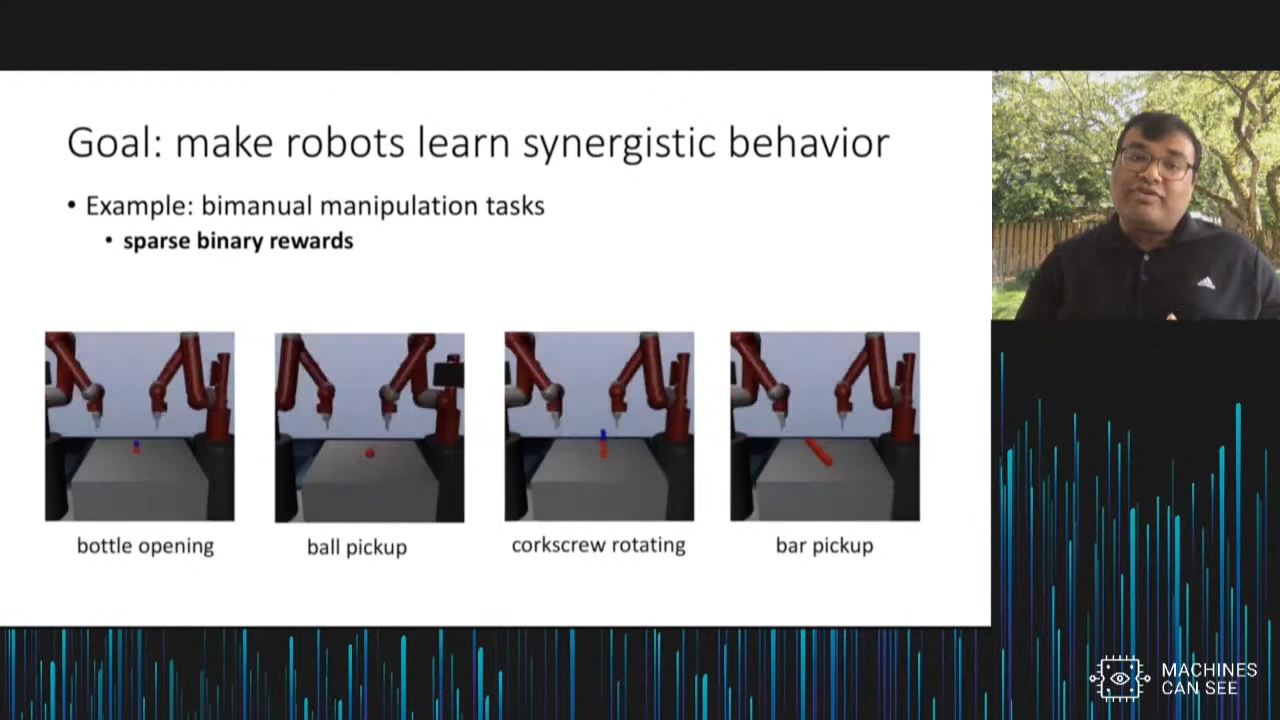 Goal: make robots learn synergistic behavior
• Example: bimanual manipulation tasks
• sparse binary rewards
bottle opening
ball pickup
corkscrew rotating
bar pickup
MACHINES
CAN SEE